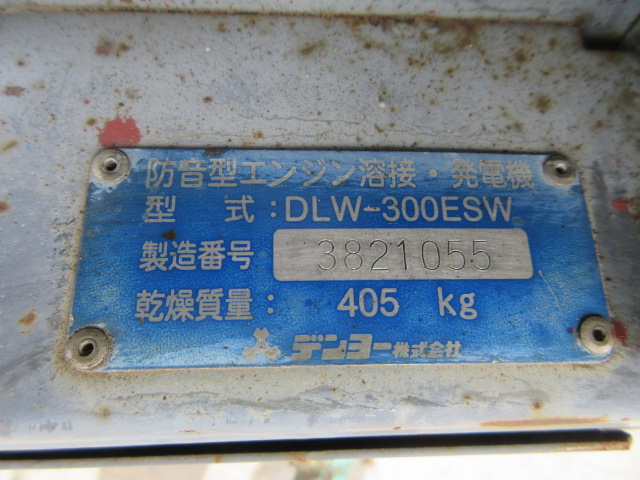 防音型エンジン溶接・発電機
型 式：DLW-300ESW
製造番号 3821055
乾燥質量： 405 kg
デンヨー株式会社